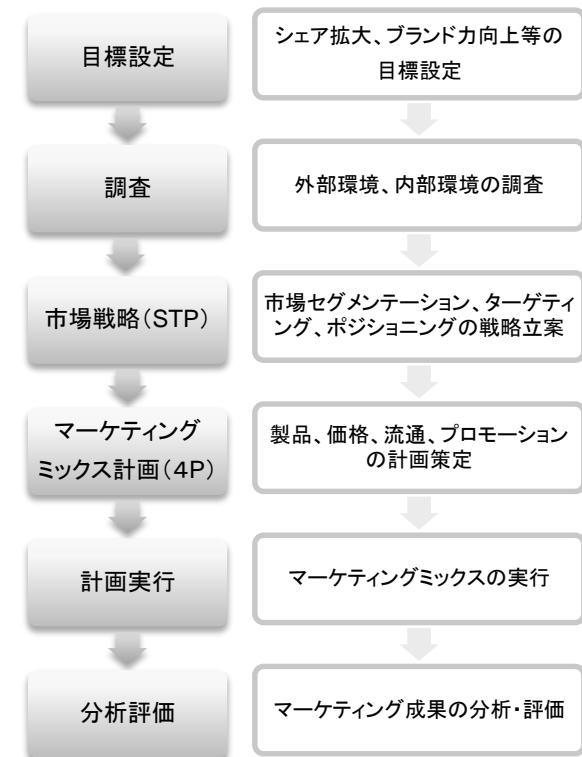 目標設定
シェア拡大、ブランド力向上等の
目標設定
調査
外部環境、内部環境の調査
市場戦略(STP)
市場セグメンテーション、ターゲティ
ング、ポジショニングの戦略立案
マーケティング
ミックス計画(4P)
製品、価格、流通、プロモーション
の計画策定
計画実行
マーケティングミックスの実行
分析評価
マーケティング成果の分析・評価